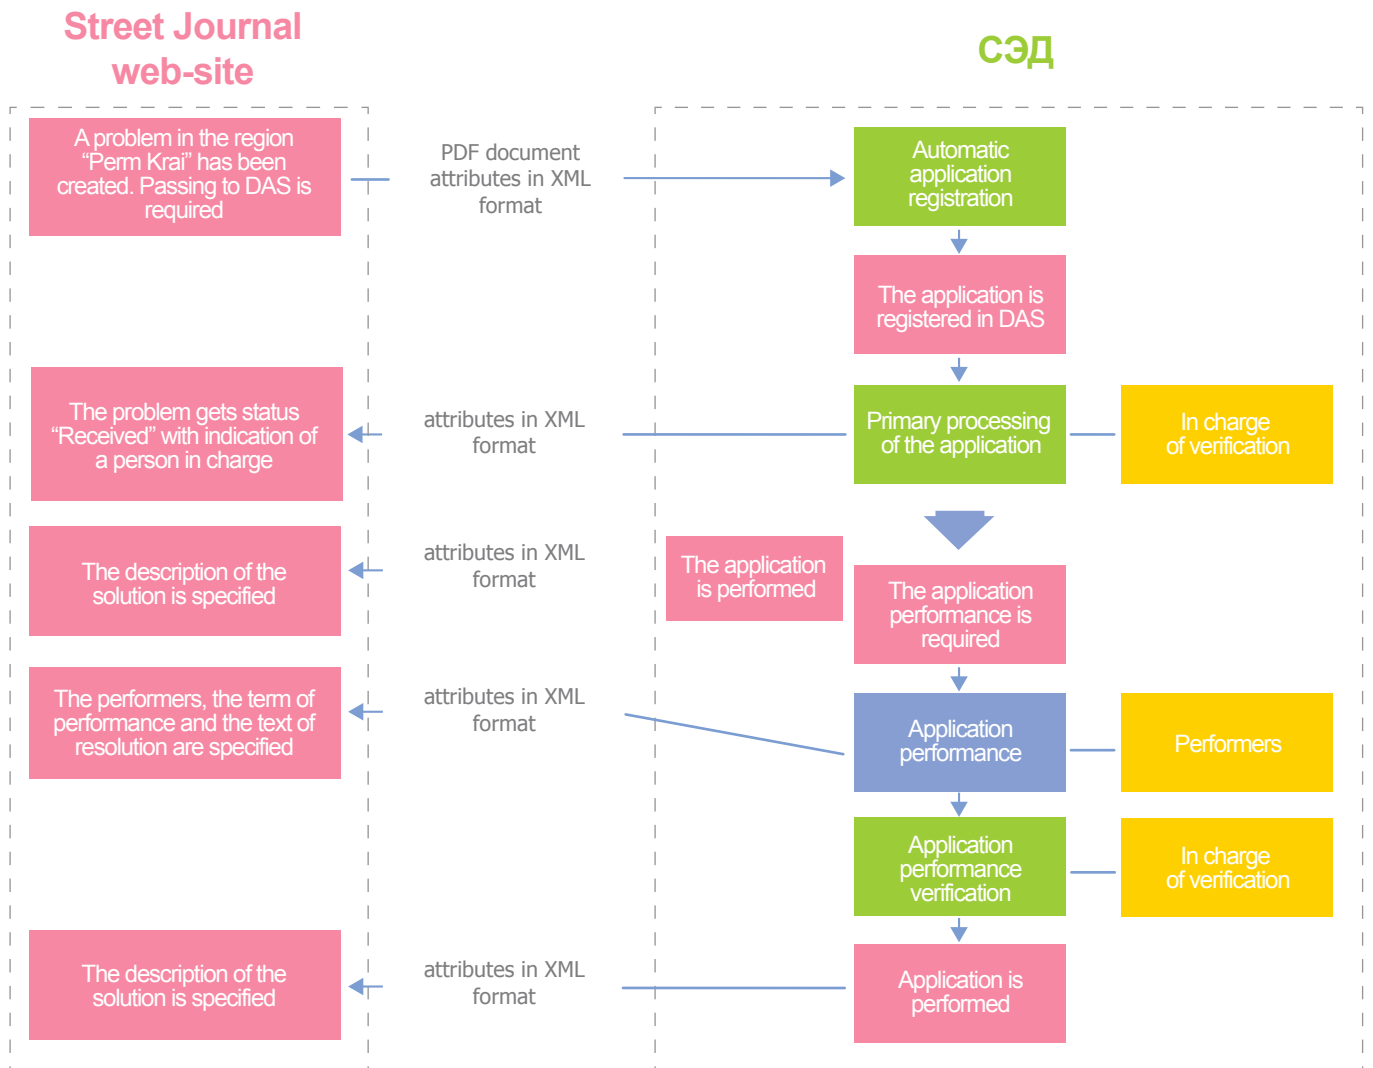 Street Journal
web-site
СЭД
A problem in the region
“Perm Krai” has been
created. Passing to DAS is
required
PDF document
attributes in XML
format
Automatic
application
registration
The application is
registered in DAS
The problem gets status
“Received” with indication of
a person in charge
attributes in XML
format
Primary processing
of the application
In charge
of verification
The description of the
solution is specified
attributes in XML
format
The application
is performed
The application
performance is
required
The performers, the term of
performance and the text of
resolution are specified
attributes in XML
format
Application
performance
Performers
Application
performance
verification
In charge
of verification
The description of the
solution is specified
attributes in XML
format
Application is
performed